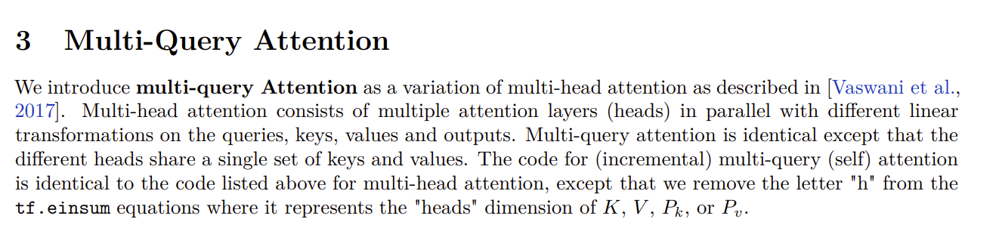 3 Multi-Query Attention
We introduce multi-query Attention as a variation of multi-head attention as described in [Vaswani et al.,
2017]. Multi-head attention consists of multiple attention layers (heads) in parallel with different linear
transformations on the queries, keys, values and outputs. Multi-query attention is identical except that the
different heads share a single set of keys and values. The code for (incremental) multi-query (self) attention
is identical to the code listed above for multi-head attention, except that we remove the letter "h" from the
tf.einsum equations where it represents the "heads" dimension of K, V, Pₖ, or Pᵥ.